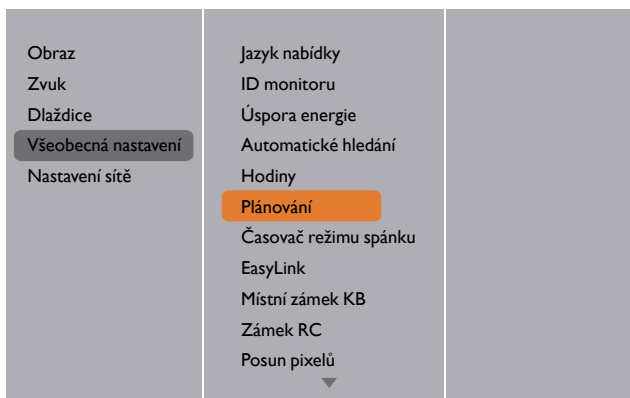 Obraz
Zvuk
Dlaždice
Všeobecná nastavení
Nastavení sítě
Jazyk nabídky
ID monitoru
Úspora energie
Automatické hledání
Hodiny
Plánování
Časovač režimu spánku
EasyLink
Místní zámek KB
Zámek RC
Posun pixelů